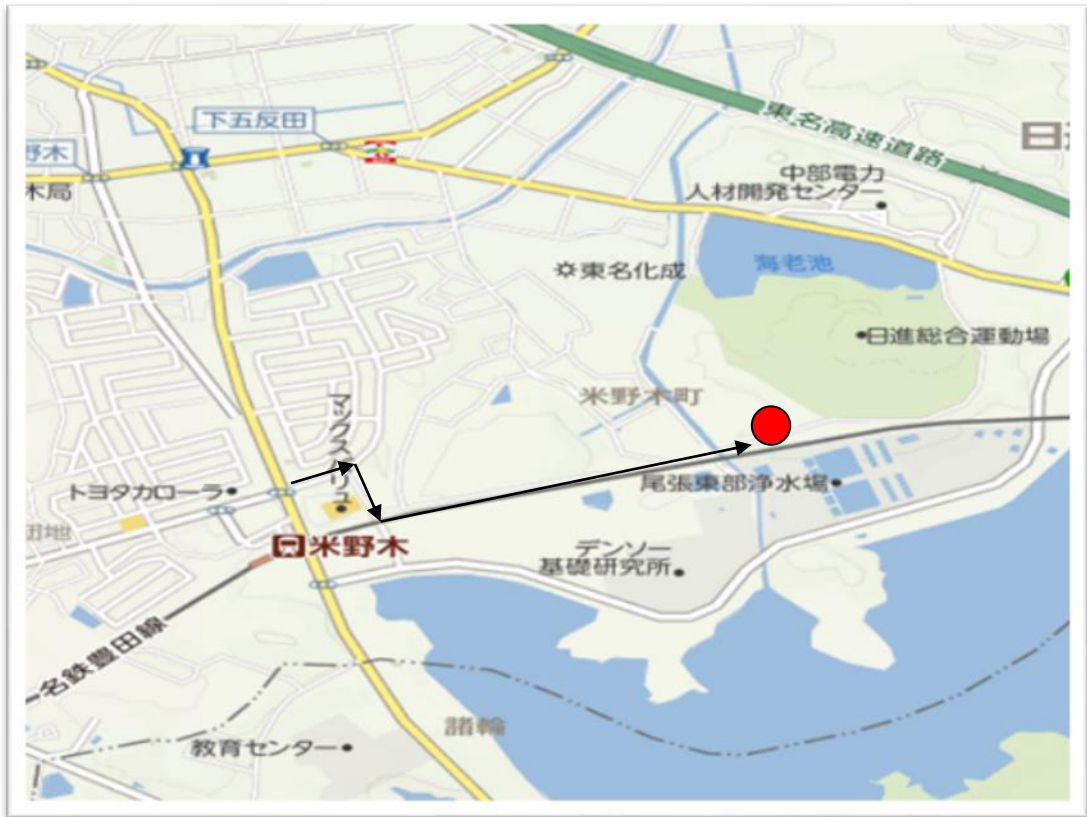 東名高速道路
下五反田
日進
野木
木局
中部電力
人材開発センター
海老池
東名化成
日進総合運動場
米野木町
マックスバリュ
トヨタカローラ
尾張東部浄水場
団地
米野木
デンソー
基礎研究所
名鉄豊田線
諸輪
教育センター